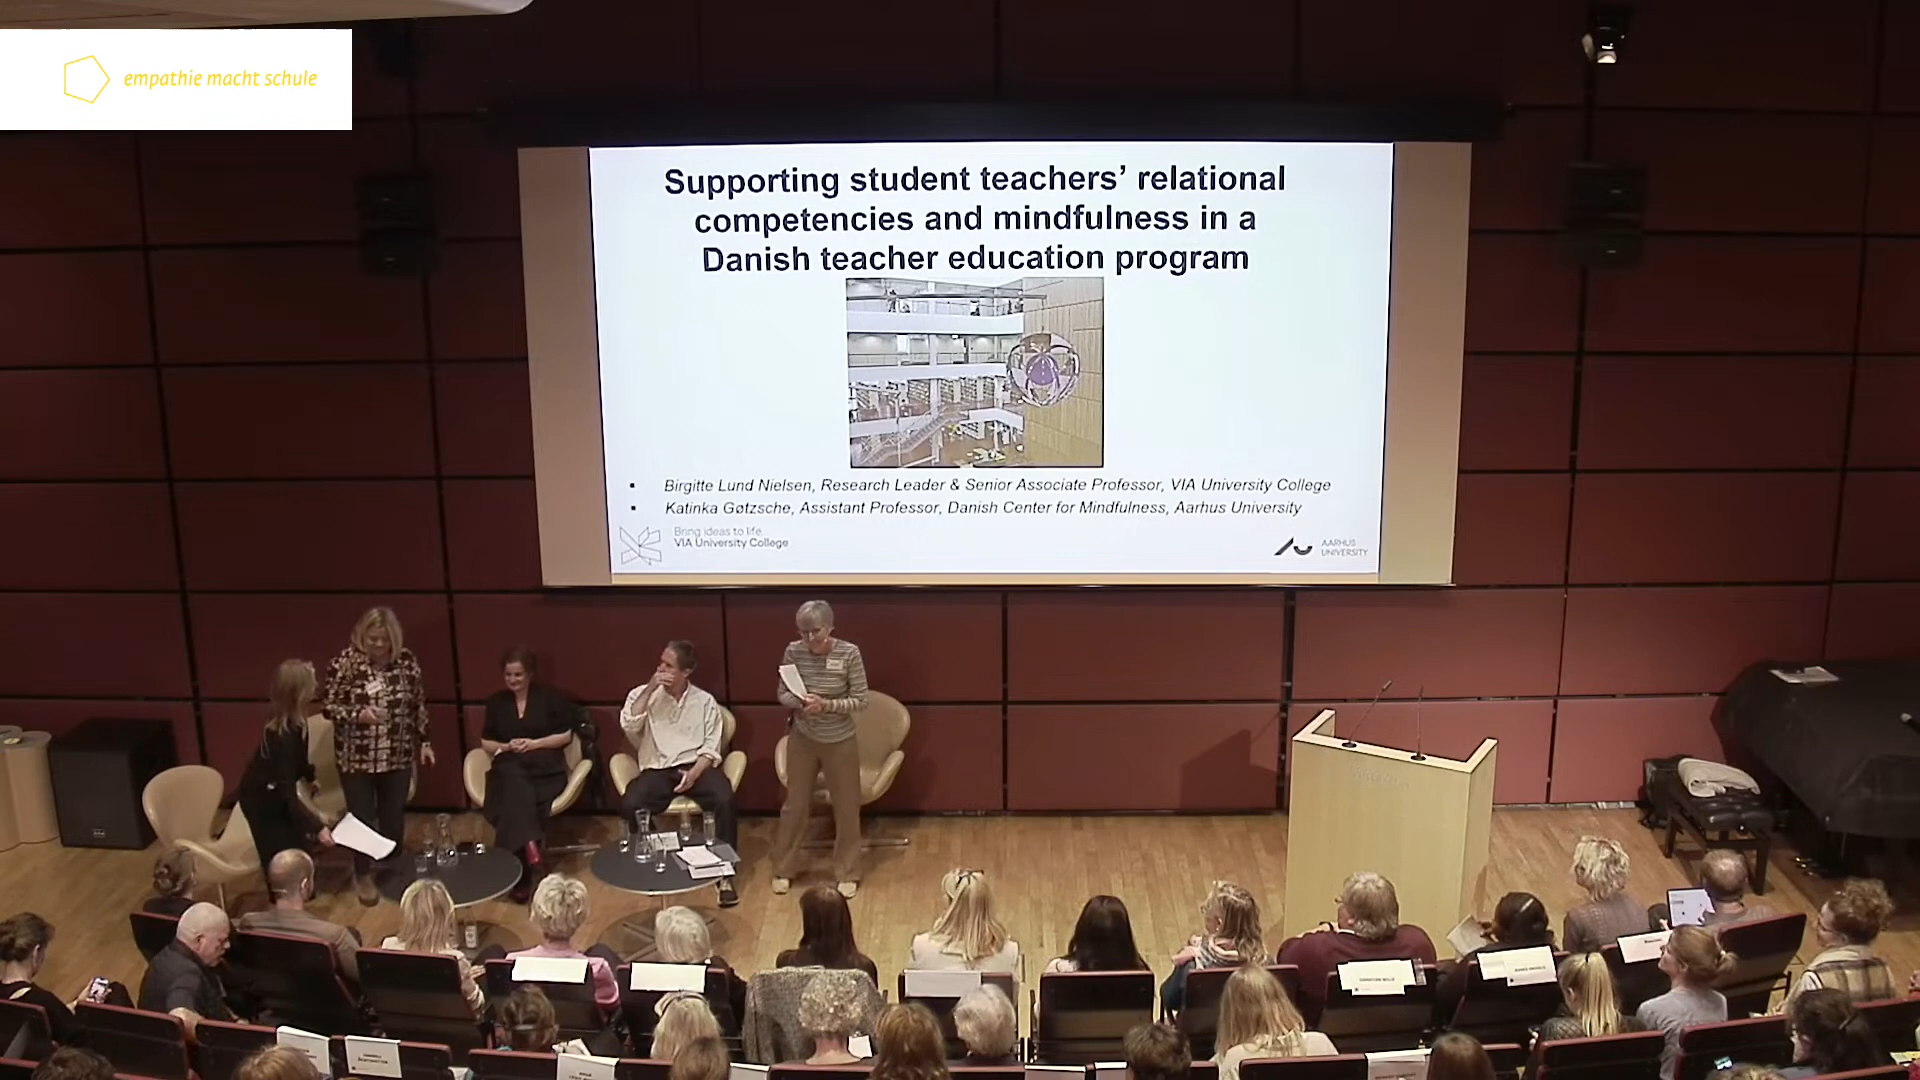 empathie macht schule
Supporting student teachers’ relational
competencies and mindfulness in a
Danish teacher education program
▪ Birgitte Lund Nielsen, Research Leader & Senior Associate Professor, VIA University College
▪ Katinka Gøtzsche, Assistant Professor, Danish Center for Mindfulness, Aarhus University
Bring ideas to life
VIA University College
AARHUS
UNIVERSITY